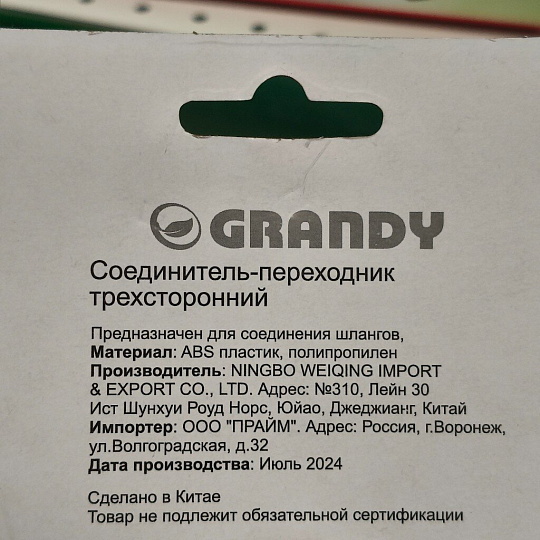 GRANDY
Соединитель-переходник
трехсторонний
Предназначен для соединения шлангов,
Материал: ABS пластик, полипропилен
Производитель: NINGBO WEIQING IMPORT
& EXPORT CO., LTD. Адрес: №310, Лейн 30
Ист Шунхуи Роуд Норс, Юйао, Джеджианг, Китай
Импортер: ООО "ПРАЙМ". Адрес: Россия, г.Воронеж,
ул.Волгоградская, д.32
Дата производства: Июль 2024
Сделано в Китае
Товар не подлежит обязательной сертификации